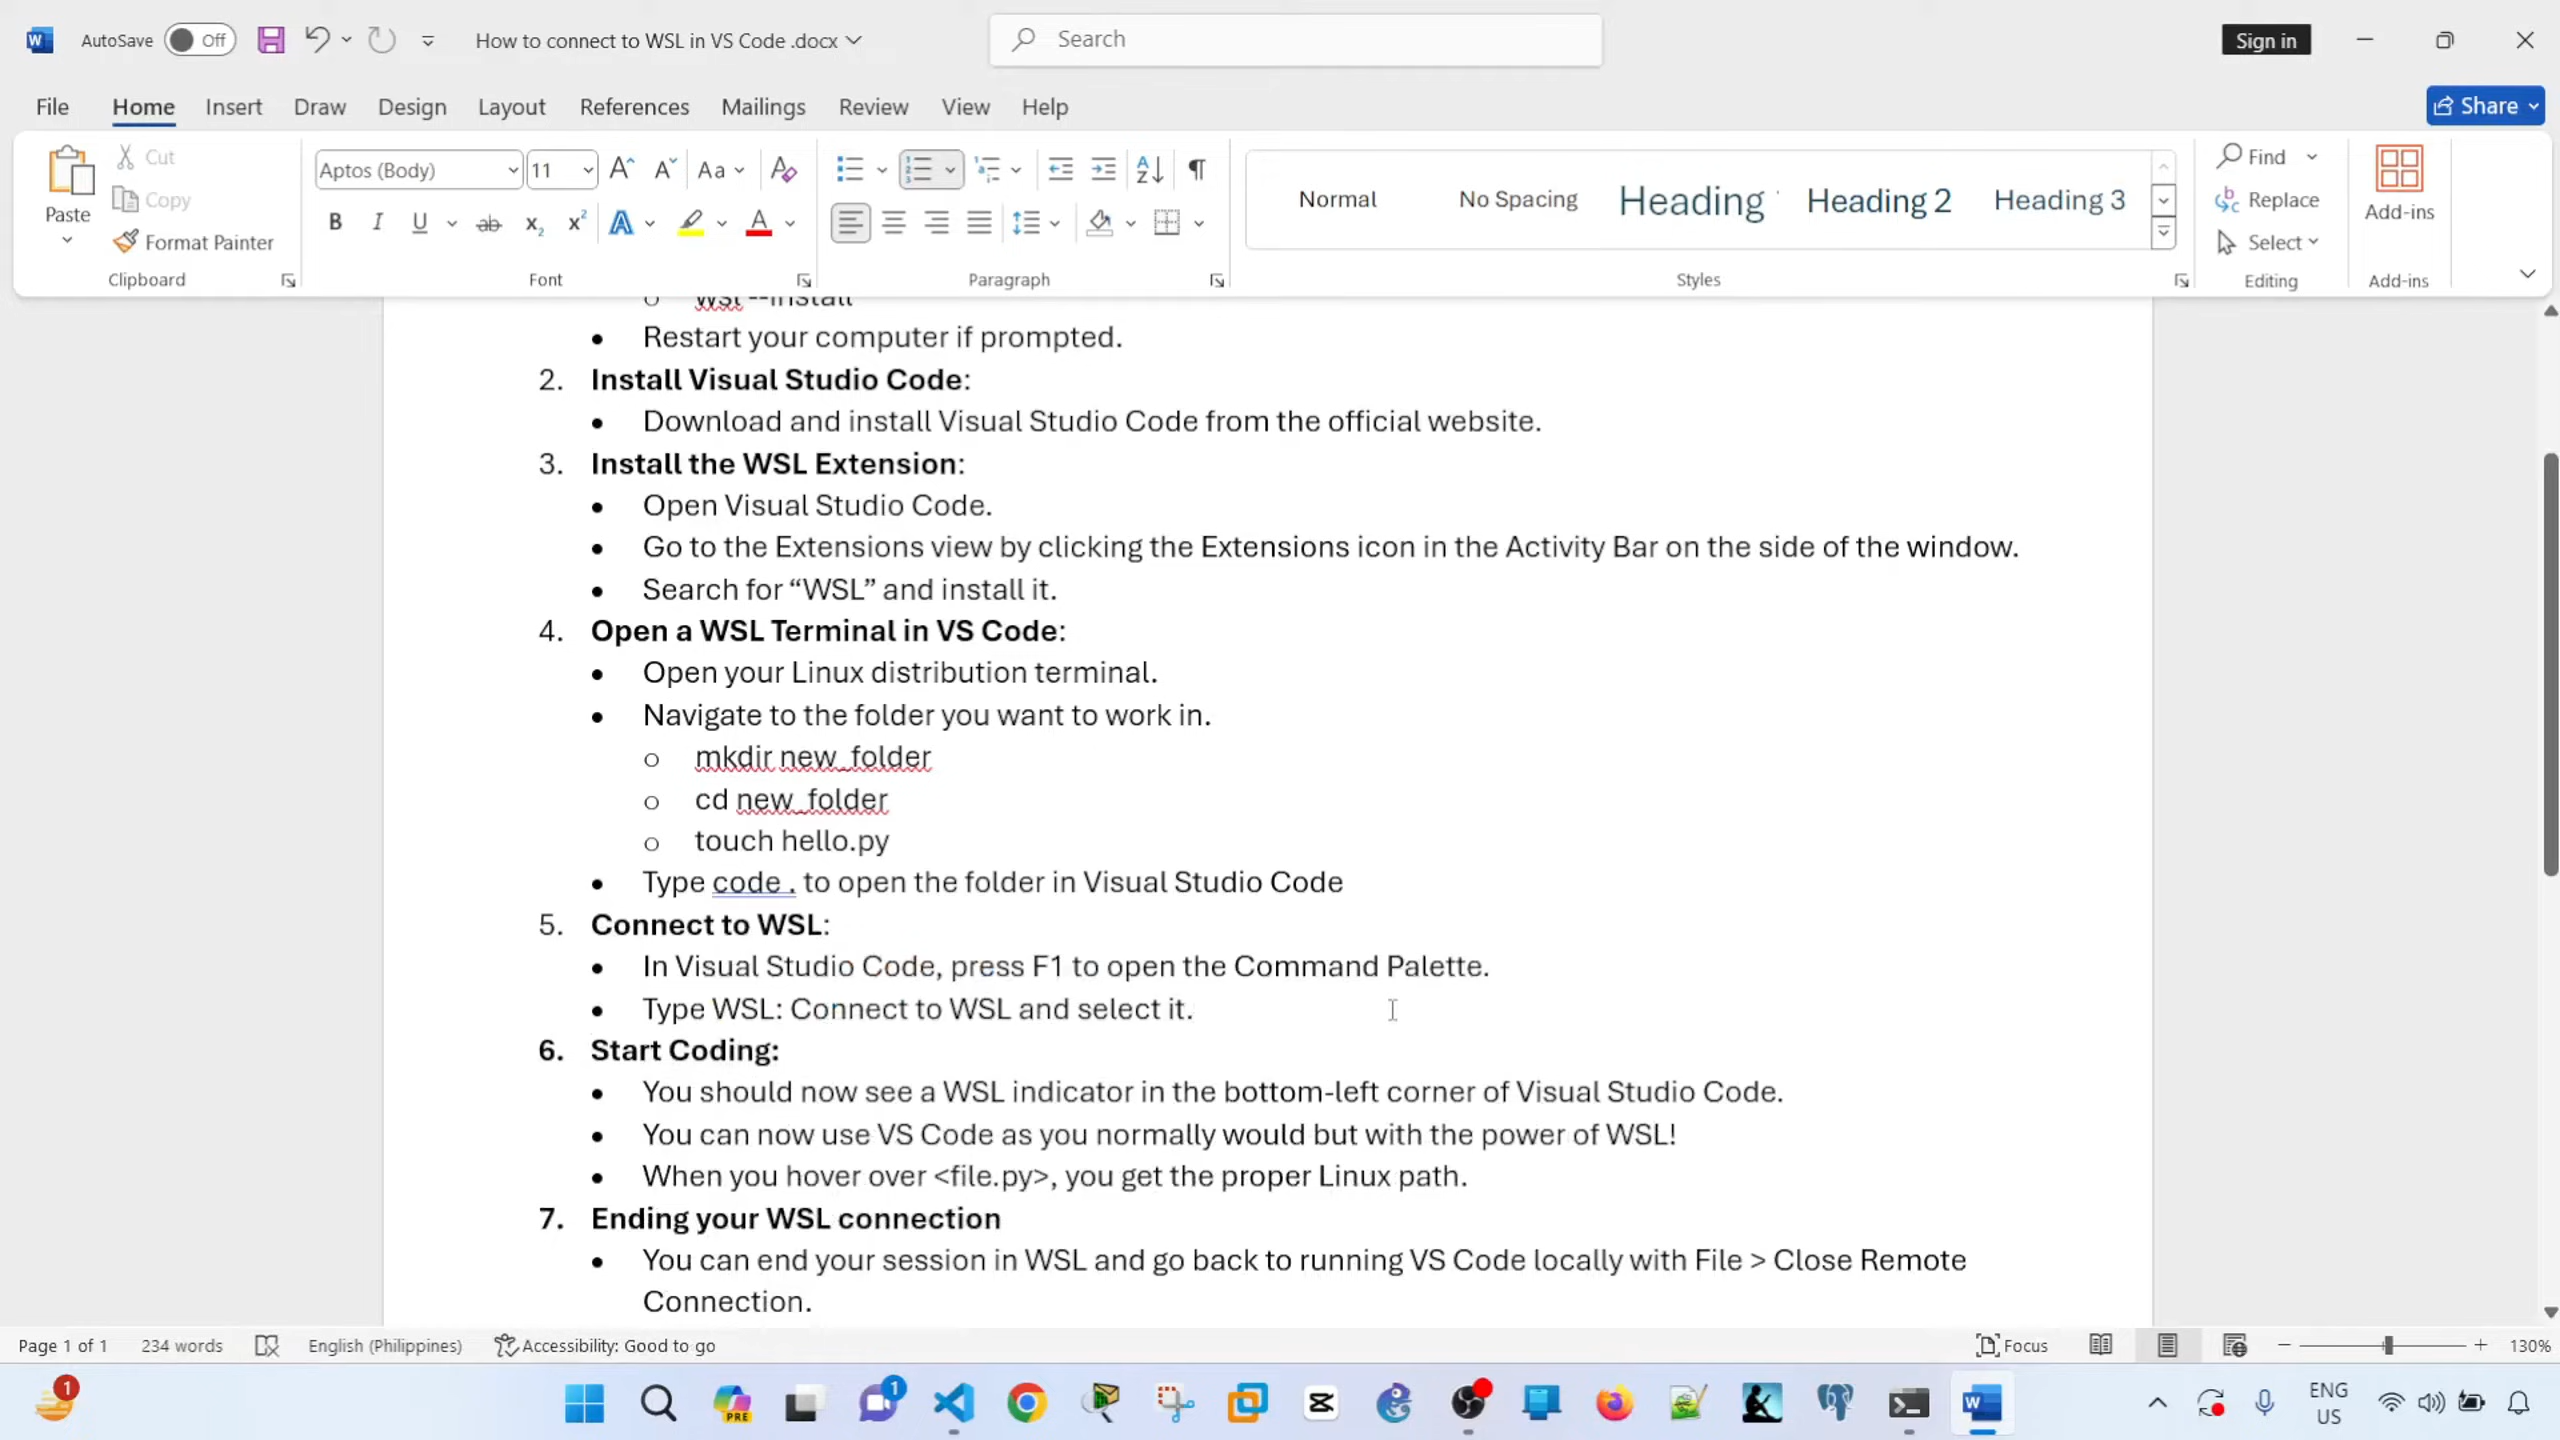 AutoSave Off How to connect to WSL in VS Code .docx Search Sign in
File Home Insert Draw Design Layout References Mailings Review View Help Share
Paste Cut Copy Format Painter Clipboard
Aptos (Body) 11 Aa Font
Paragraph
Normal No Spacing Heading Heading 2 Heading 3 Styles
Find Replace Select Editing
Add-ins Add-ins
o wsl --install
• Restart your computer if prompted.
2. Install Visual Studio Code:
• Download and install Visual Studio Code from the official website.
3. Install the WSL Extension:
• Open Visual Studio Code.
• Go to the Extensions view by clicking the Extensions icon in the Activity Bar on the side of the window.
• Search for “WSL” and install it.
4. Open a WSL Terminal in VS Code:
• Open your Linux distribution terminal.
• Navigate to the folder you want to work in.
o mkdir new_folder
o cd new_folder
o touch hello.py
• Type code . to open the folder in Visual Studio Code
5. Connect to WSL:
• In Visual Studio Code, press F1 to open the Command Palette.
• Type WSL: Connect to WSL and select it.
6. Start Coding:
• You should now see a WSL indicator in the bottom-left corner of Visual Studio Code.
• You can now use VS Code as you normally would but with the power of WSL!
• When you hover over <file.py>, you get the proper Linux path.
7. Ending your WSL connection
• You can end your session in WSL and go back to running VS Code locally with File > Close Remote
Connection.
Page 1 of 1 234 words English (Philippines) Accessibility: Good to go Focus 130%
1 PRE 1 ENG
US